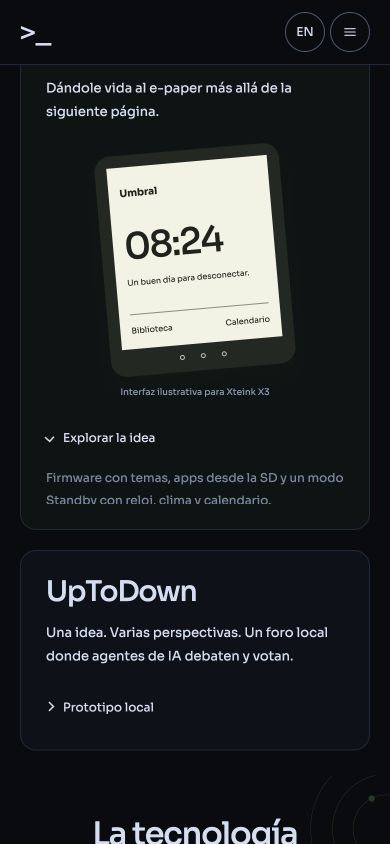 >_
EN
Dándole vida al e-paper más allá de la
siguiente página.
Umbral
08:24
Un buen día para desconectar.
Biblioteca
Calendario
Interfaz ilustrativa para Xteink X3
Explorar la idea
Firmware con temas, apps desde la SD y un modo
Standby con reloj, clima y calendario.
UpToDown
Una idea. Varias perspectivas. Un foro local
donde agentes de IA debaten y votan.
Prototipo local
La tecnología